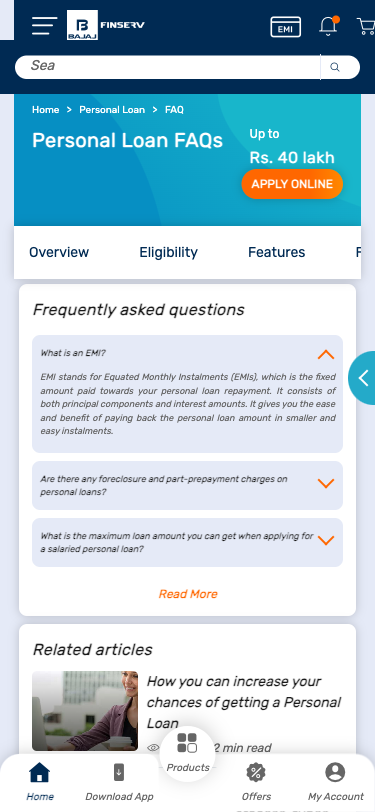 B
BAJAJ
FINSERV
EMI
Sea
Home > Personal Loan > FAQ
Personal Loan FAQs
Up to
Rs. 40 lakh
APPLY ONLINE
Overview Eligibility Features F
Frequently asked questions
What is an EMI?
EMI stands for Equated Monthly Instalments (EMIs), which is the fixed
amount paid towards your personal loan repayment. It consists of
both principal components and interest amounts. It gives you the ease
and benefit of paying back the personal loan amount in smaller and
easy instalments.
Are there any foreclosure and part-prepayment charges on
personal loans?
What is the maximum loan amount you can get when applying for
a salaried personal loan?
Read More
Related articles
How you can increase your
chances of getting a Personal
Loan
2 min read
Home Download App Products Offers My Account